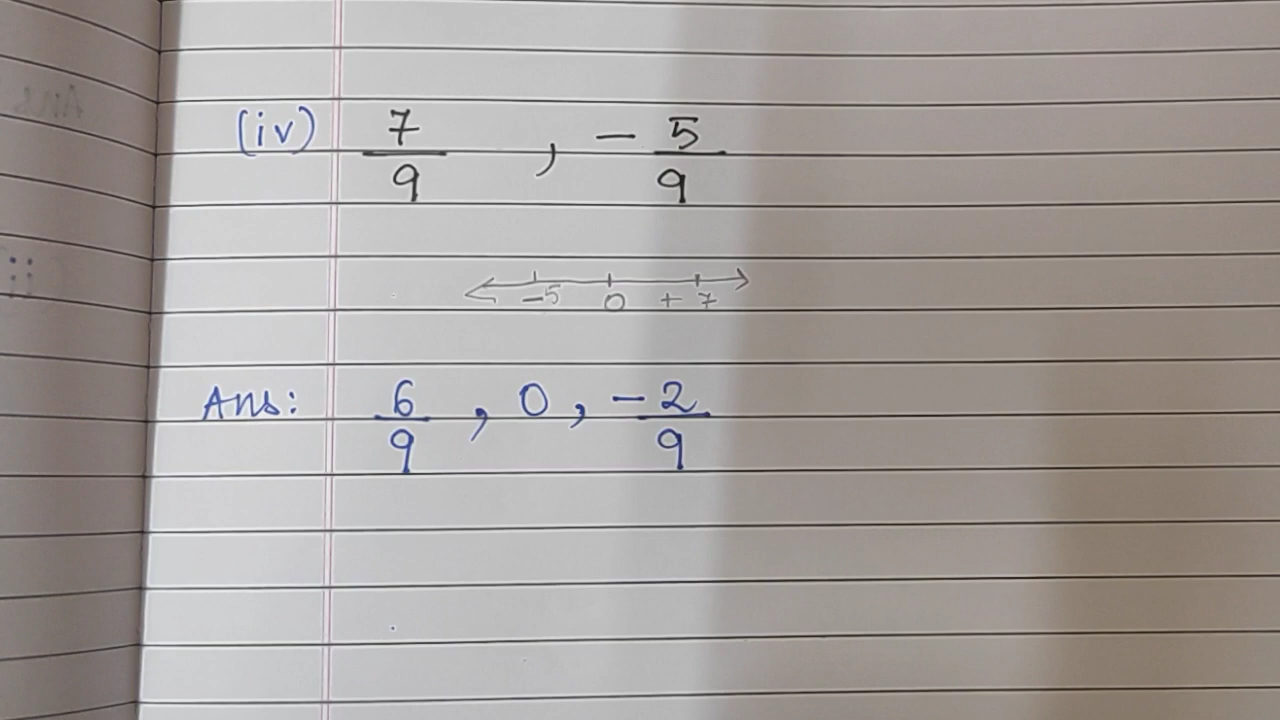 (iv) 7/9 , - 5/9
-5 0 +7
Ans: 6/9 , 0, -2/9